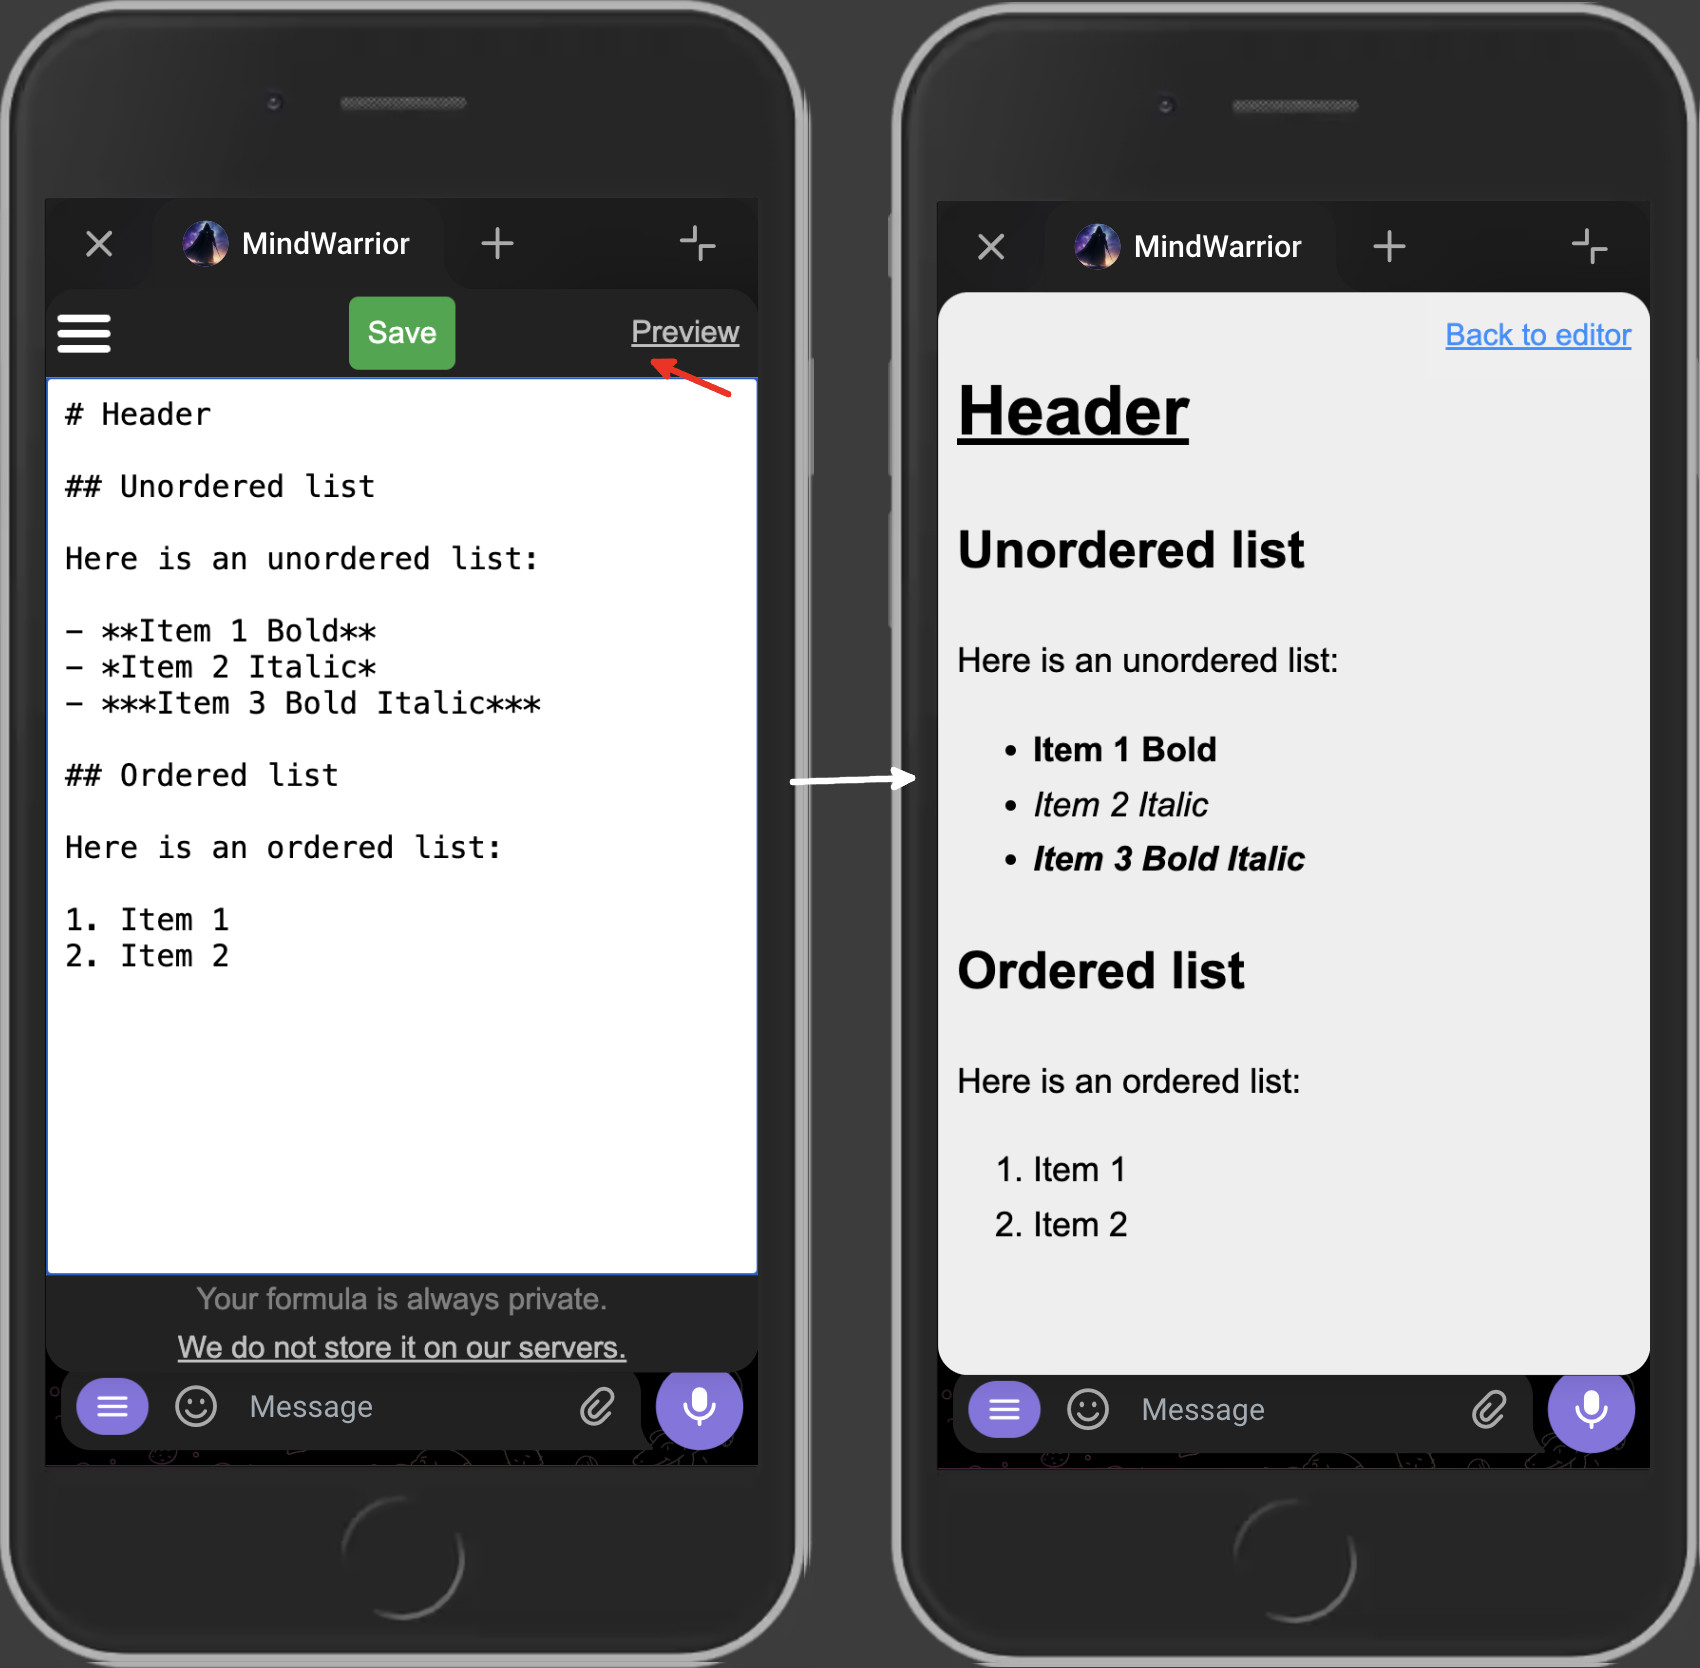 MindWarrior
Save
Preview
# Header
## Unordered list
Here is an unordered list:
- **Item 1 Bold**
- *Item 2 Italic*
- ***Item 3 Bold Italic***
## Ordered list
Here is an ordered list:
1. Item 1
2. Item 2
Your formula is always private.
We do not store it on our servers.
Message
MindWarrior
Back to editor
Header
Unordered list
Here is an unordered list:
• Item 1 Bold
• Item 2 Italic
• Item 3 Bold Italic
Ordered list
Here is an ordered list:
1. Item 1
2. Item 2
Message